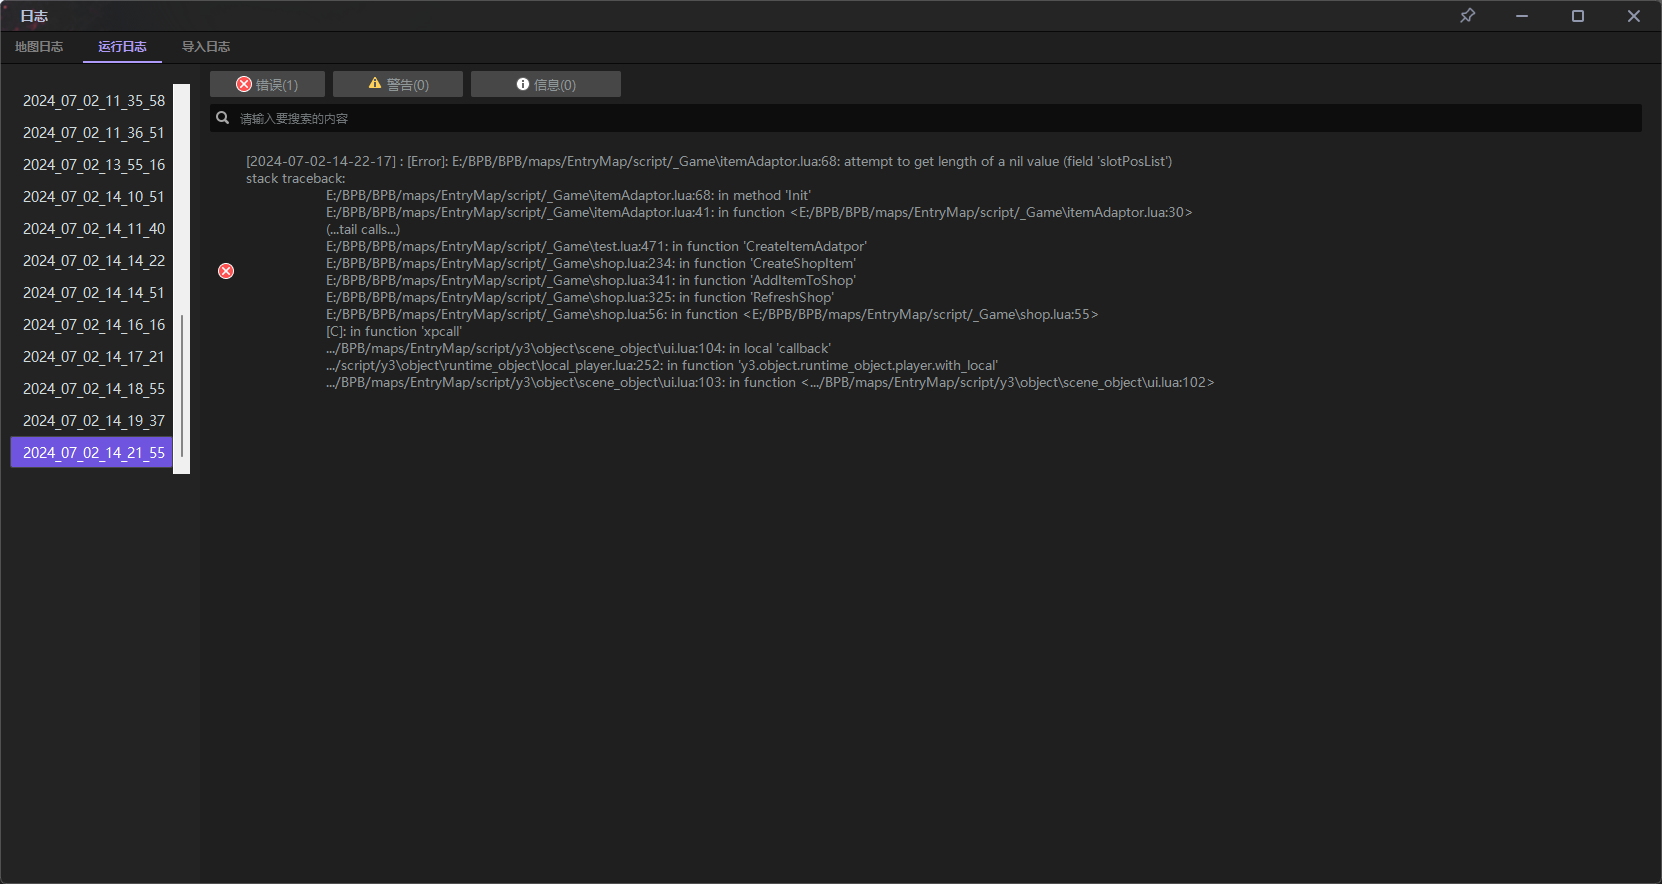 日志
地图日志
运行日志
导入日志
2024_07_02_11_35_58
2024_07_02_11_36_51
2024_07_02_13_55_16
2024_07_02_14_10_51
2024_07_02_14_11_40
2024_07_02_14_14_22
2024_07_02_14_14_51
2024_07_02_14_16_16
2024_07_02_14_17_21
2024_07_02_14_18_55
2024_07_02_14_19_37
2024_07_02_14_21_55
错误(1)
警告(0)
信息(0)
请输入要搜索的内容
[2024-07-02-14-22-17] : [Error]: E:/BPB/BPB/maps/EntryMap/script/_Game\itemAdaptor.lua:68: attempt to get length of a nil value (field 'slotPosList')
stack traceback:
E:/BPB/BPB/maps/EntryMap/script/_Game\itemAdaptor.lua:68: in method 'Init'
E:/BPB/BPB/maps/EntryMap/script/_Game\itemAdaptor.lua:41: in function <E:/BPB/BPB/maps/EntryMap/script/_Game\itemAdaptor.lua:30>
(...tail calls...)
E:/BPB/BPB/maps/EntryMap/script/_Game\test.lua:471: in function 'CreateItemAdatpor'
E:/BPB/BPB/maps/EntryMap/script/_Game\shop.lua:234: in function 'CreateShopItem'
E:/BPB/BPB/maps/EntryMap/script/_Game\shop.lua:341: in function 'AddItemToShop'
E:/BPB/BPB/maps/EntryMap/script/_Game\shop.lua:325: in function 'RefreshShop'
E:/BPB/BPB/maps/EntryMap/script/_Game\shop.lua:56: in function <E:/BPB/BPB/maps/EntryMap/script/_Game\shop.lua:55>
[C]: in function 'xpcall'
.../BPB/maps/EntryMap/script/y3\object\scene_object\ui.lua:104: in local 'callback'
.../script/y3\object\runtime_object\local_player.lua:252: in function 'y3.object.runtime_object.player.with_local'
.../BPB/maps/EntryMap/script/y3\object\scene_object\ui.lua:103: in function <.../BPB/maps/EntryMap/script/y3\object\scene_object\ui.lua:102>